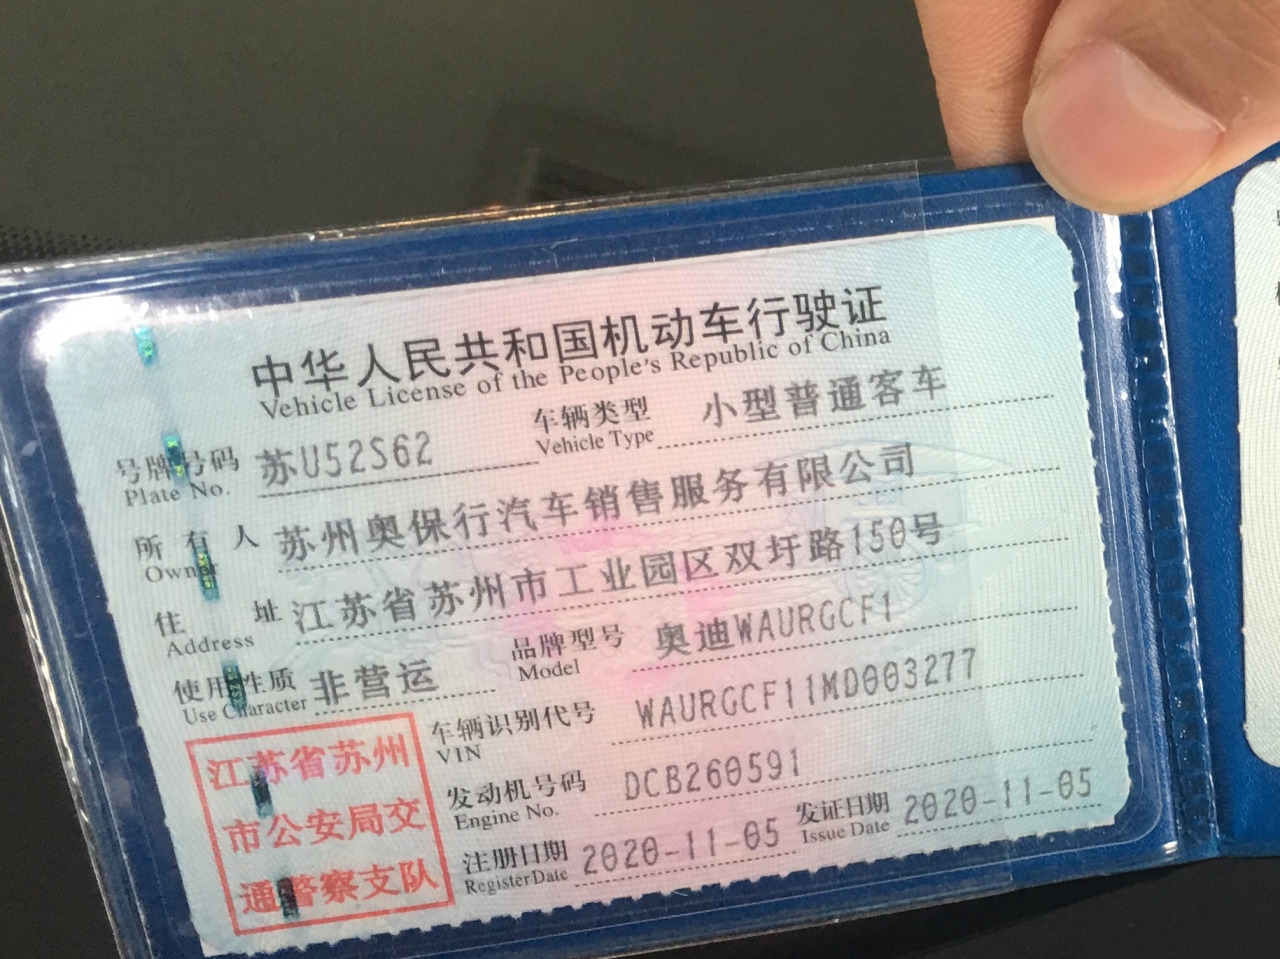 中华人民共和国机动车行驶证
Vehicle License of the People's Republic of China
号牌号码 苏U52S62 车辆类型 小型普通客车
Plate No. Vehicle Type
所有人 苏州奥保行汽车销售服务有限公司
Owner
住址 江苏省苏州市工业园区双圩路150号
Address
使用性质 非营运 品牌型号 奥迪WAURGCF1
Use Character Model
车辆识别代号 WAURGCF11MD003277
VIN
发动机号码 DCB260591
Engine No.
注册日期 2020-11-05 发证日期 2020-11-05
Register Date Issue Date
江苏省苏州
市公安局交
通警察支队